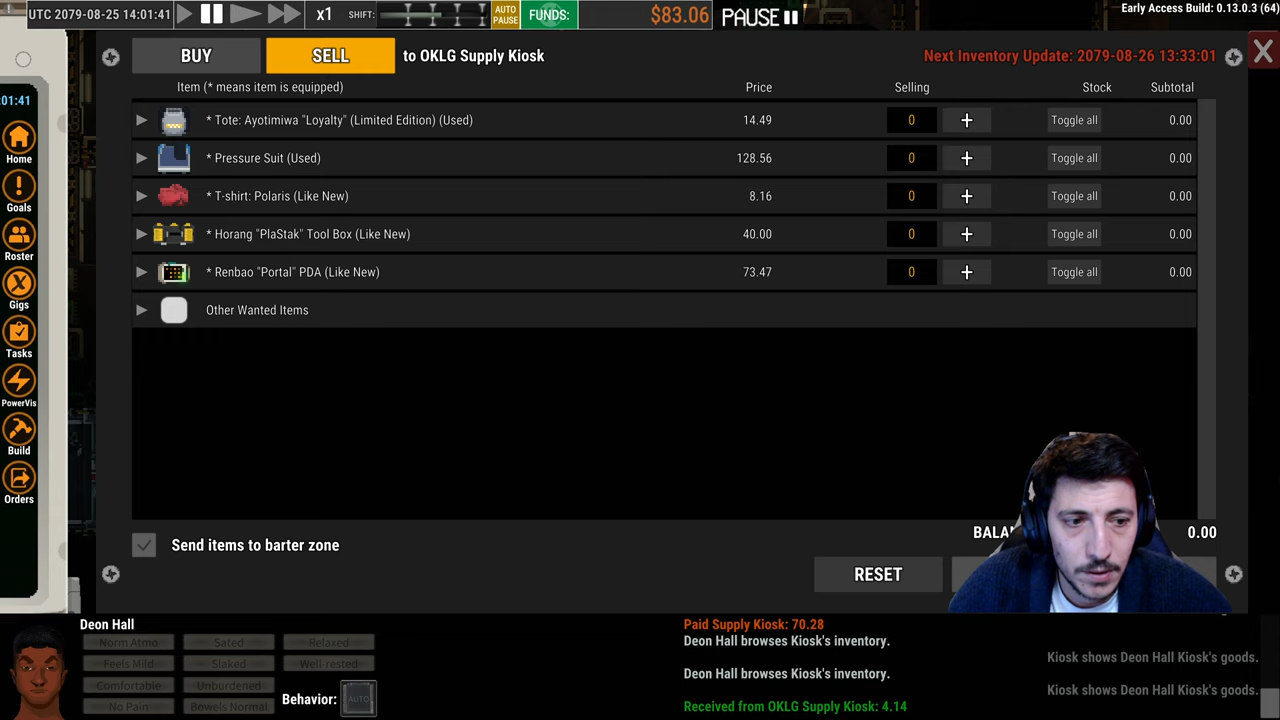 UTC 2079-08-25 14:01:41
x1
SHIFT:
AUTO PAUSE
FUNDS:
$83.06
PAUSE
Early Access Build: 0.13.0.3 (64)
BUY
SELL
to OKLG Supply Kiosk
Next Inventory Update: 2079-08-26 13:33:01
X
Item (* means item is equipped)
Price
Selling
Stock
Subtotal
* Tote: Ayotimiwa "Loyalty" (Limited Edition) (Used)
14.49
0
+
Toggle all
0.00
* Pressure Suit (Used)
128.56
0
+
Toggle all
0.00
* T-shirt: Polaris (Like New)
8.16
0
+
Toggle all
0.00
* Horang "PlaStak" Tool Box (Like New)
40.00
0
+
Toggle all
0.00
* Renbao "Portal" PDA (Like New)
73.47
0
+
Toggle all
0.00
Other Wanted Items
:01:41
Home
Goals
Roster
Gigs
Tasks
PowerVis
Build
Orders
Send items to barter zone
BALA
0.00
RESET
Deon Hall
Norm Atmo
Sated
Relaxed
Feels Mild
Slaked
Well-rested
Comfortable
Unburdened
No Pain
Bowels Normal
Behavior:
AUTO
Paid Supply Kiosk: 70.28
Deon Hall browses Kiosk's inventory.
Kiosk shows Deon Hall Kiosk's goods.
Deon Hall browses Kiosk's inventory.
Kiosk shows Deon Hall Kiosk's goods.
Received from OKLG Supply Kiosk: 4.14